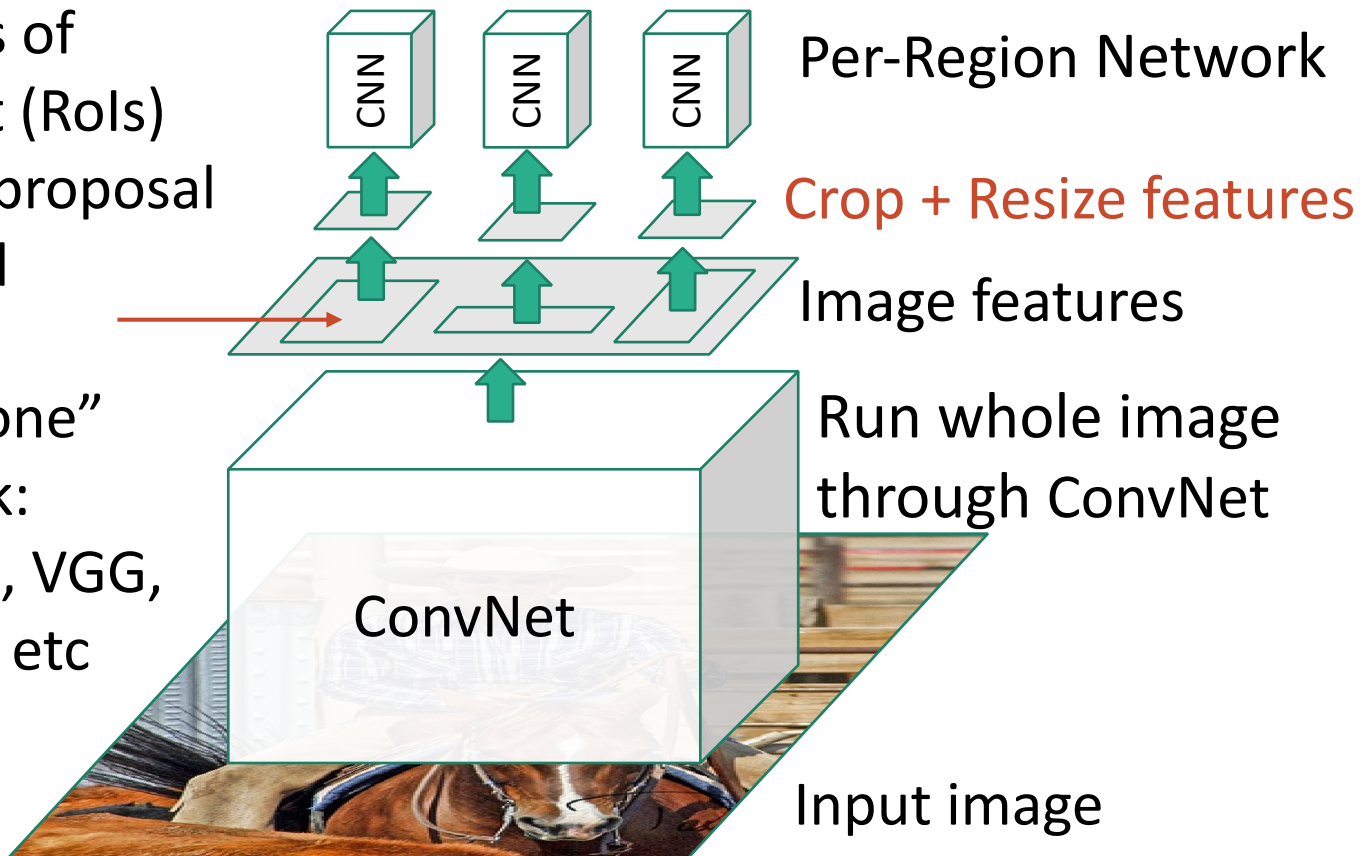 s of
t (RoIs)
proposal
d
one”
k:
, VGG,
etc
CNN
CNN
CNN
Per-Region Network
Crop + Resize features
Image features
Run whole image
through ConvNet
ConvNet
Input image